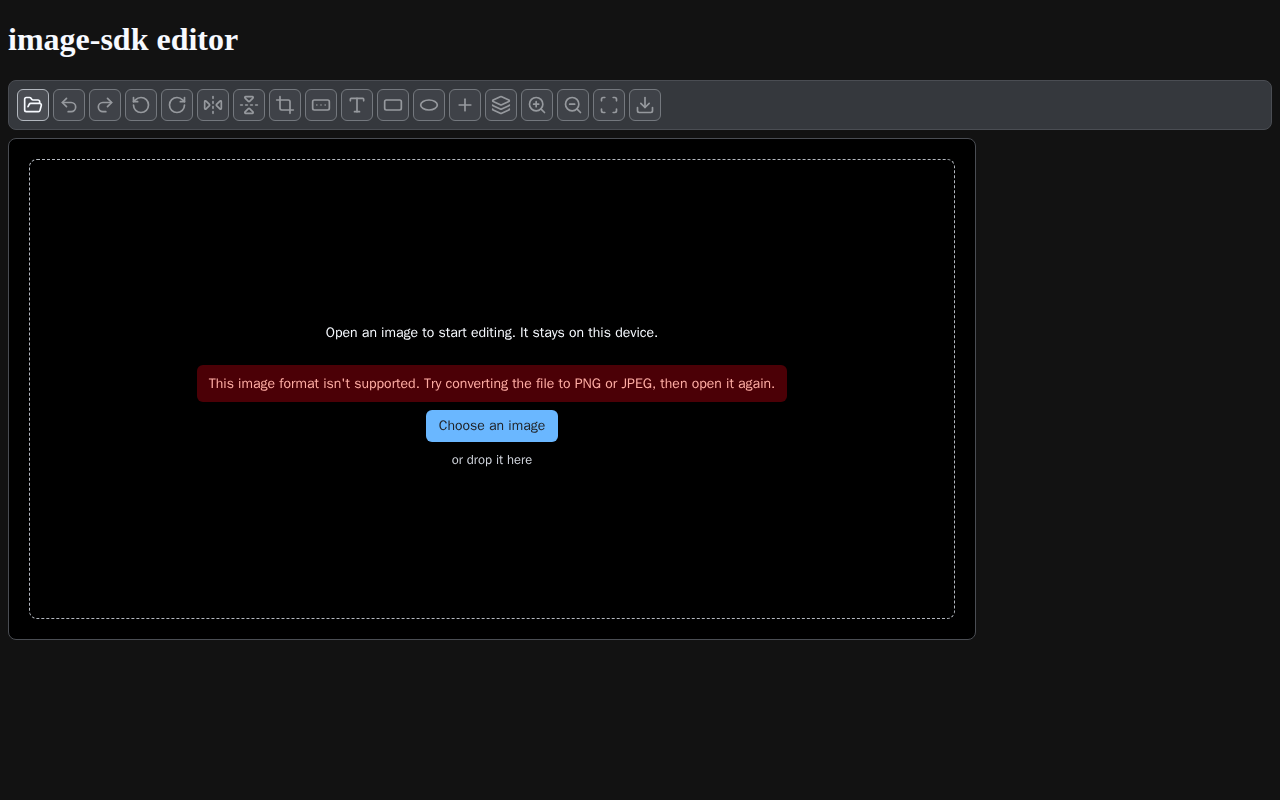 image-sdk editor
Open an image to start editing. It stays on this device.
This image format isn't supported. Try converting the file to PNG or JPEG, then open it again.
Choose an image
or drop it here